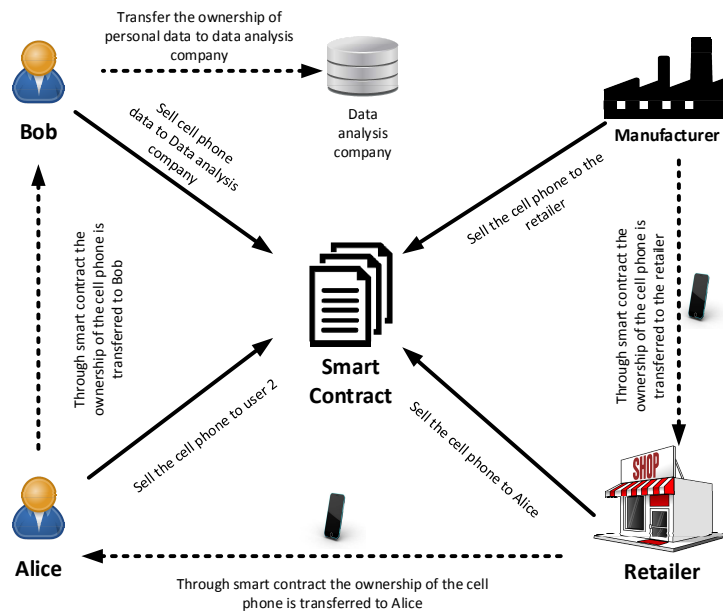 Transfer the ownership of
personal data to data analysis
company
Bob
Data
analysis
company
Manufacturer
Sell cell phone
data to Data analysis
company
Sell the cell phone to the
retailer
Through smart contract the
ownership of the cell phone is
transferred to Bob
Through smart contract the
ownership of the cell phone is
transferred to the retailer
Smart
Contract
Sell the cell phone to user 2
Sell the cell phone to Alice
SHOP
Alice
Retailer
Through smart contract the ownership of the cell
phone is transferred to Alice